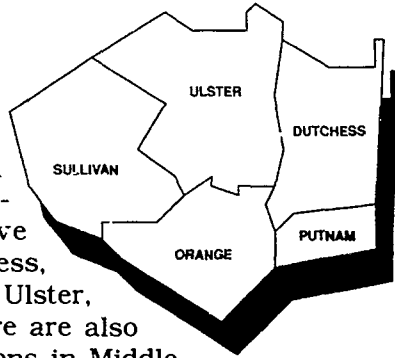 ULSTER
DUTCHESS
SULLIVAN
ORANGE
PUTNAM
ve
ess,
Ulster,
re are also
ons in Middle